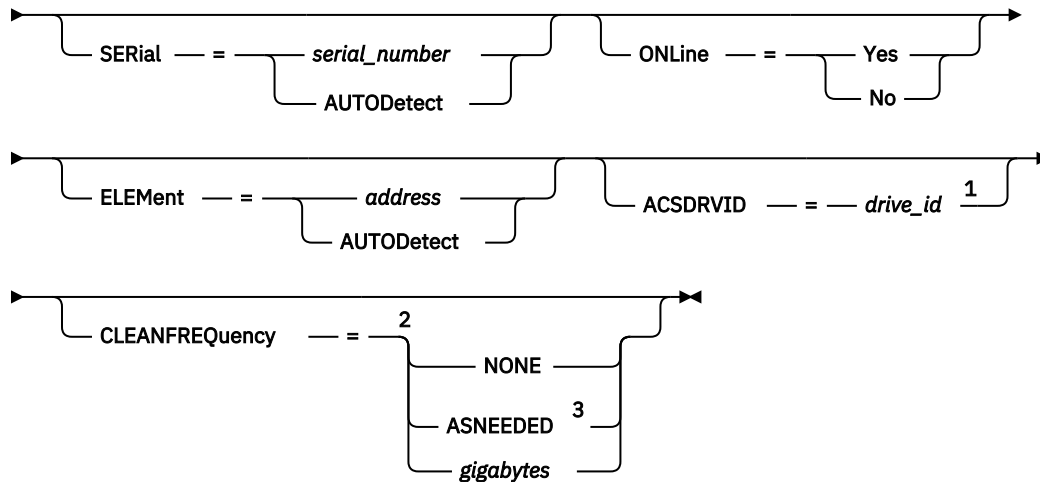 SERial = serial_number ONLine = Yes
AUTODetect No
ELEMent = address ACSDRVID = drive_id 1
AUTODetect
CLEANFREQuency = 2
NONE
ASNEEDED 3
gigabytes